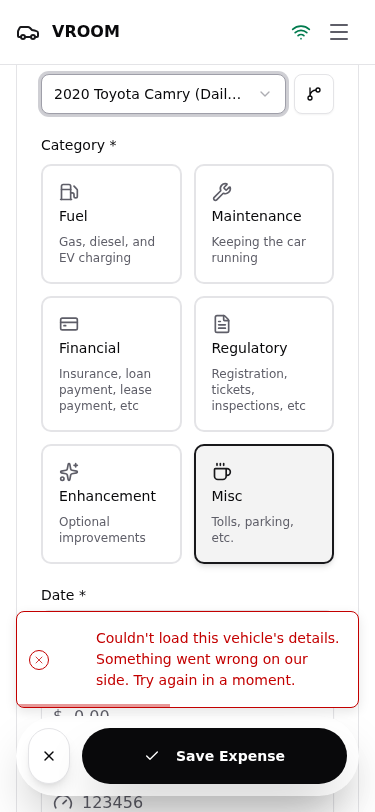 VROOM
2020 Toyota Camry (Dail...
Category *
Fuel
Gas, diesel, and
EV charging
Maintenance
Keeping the car
running
Financial
Insurance, loan
payment, lease
payment, etc
Regulatory
Registration,
tickets,
inspections, etc
Enhancement
Optional
improvements
Misc
Tolls, parking,
etc.
Date *
Couldn't load this vehicle's details.
Something went wrong on our
side. Try again in a moment.
$ 0.00
Save Expense
123456